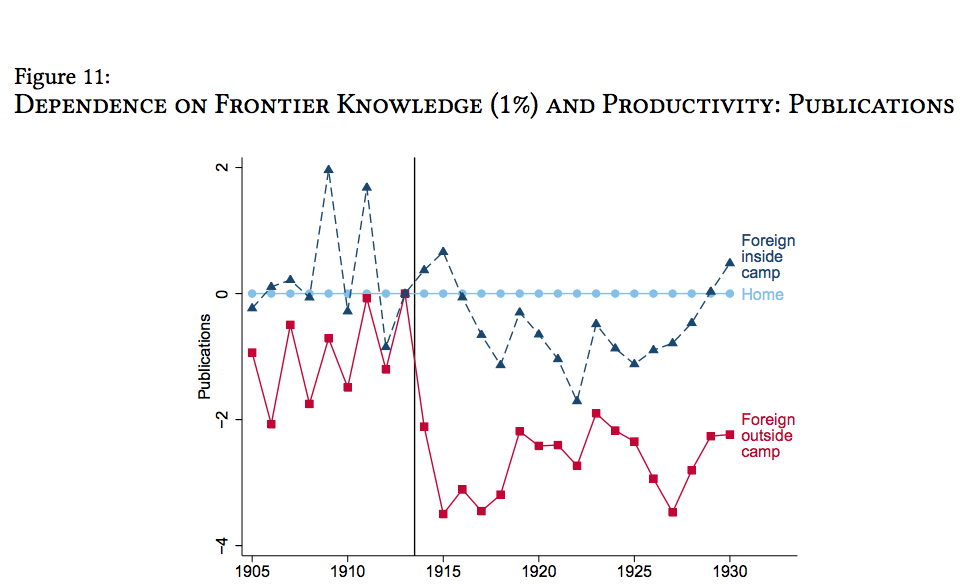 Figure 11:
DEPENDENCE ON FRONTIER KNOWLEDGE (1%) AND PRODUCTIVITY: PUBLICATIONS
2
0
−2
−4
Publications
Foreign
inside
camp
Home
Foreign
outside
camp
1905 1910 1915 1920 1925 1930